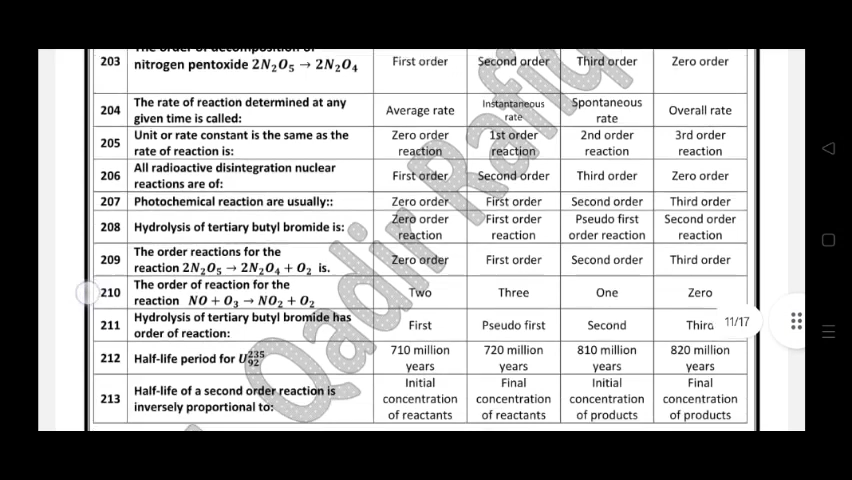 The order of decomposition of
203 nitrogen pentoxide 2N₂O₅ → 2N₂O₄ First order Second order Third order Zero order
204 The rate of reaction determined at any given time is called: Average rate Instantaneous rate Spontaneous rate Overall rate
205 Unit or rate constant is the same as the rate of reaction is: Zero order reaction 1st order reaction 2nd order reaction 3rd order reaction
206 All radioactive disintegration nuclear reactions are of: First order Second order Third order Zero order
207 Photochemical reaction are usually:: Zero order First order Second order Third order
208 Hydrolysis of tertiary butyl bromide is: Zero order reaction First order reaction Pseudo first order reaction Second order reaction
209 The order reactions for the reaction 2N₂O₅ → 2N₂O₄ + O₂ is. Zero order First order Second order Third order
210 The order of reaction for the reaction NO + O₃ → NO₂ + O₂ Two Three One Zero
211 Hydrolysis of tertiary butyl bromide has order of reaction: First Pseudo first Second Third
11/17
212 Half-life period for U₉₂²³⁵ 710 million years 720 million years 810 million years 820 million years
213 Half-life of a second order reaction is inversely proportional to: Initial concentration of reactants Final concentration of reactants Initial concentration of products Final concentration of products
Qadir Rafiq